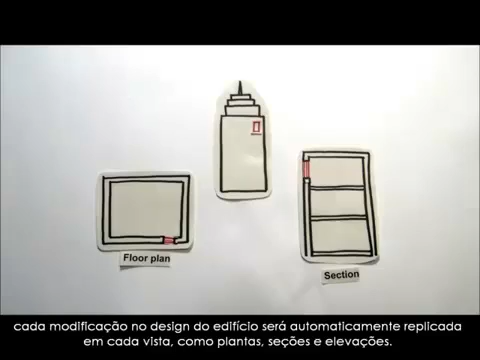 Floor plan
Section
cada modificação no design do edifício será automaticamente replicada
em cada vista, como plantas, seções e elevações.